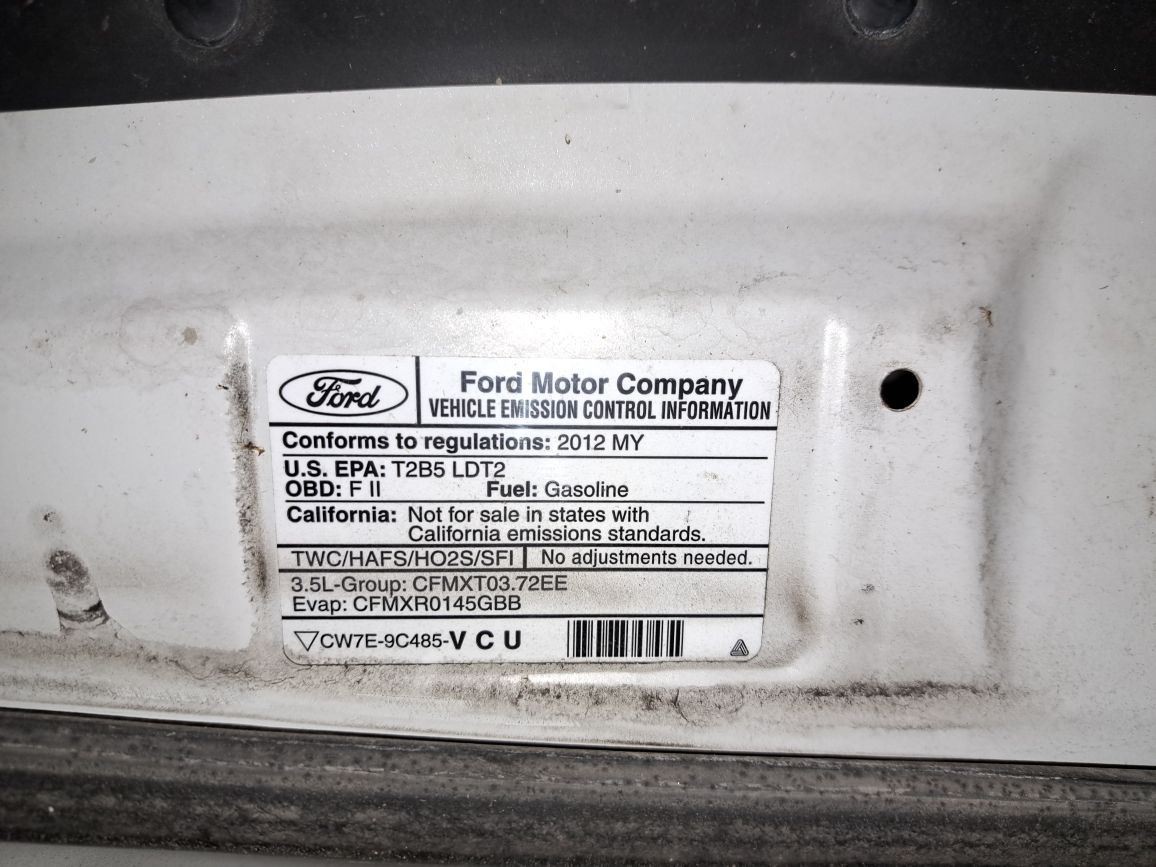 Ford
Ford Motor Company
VEHICLE EMISSION CONTROL INFORMATION
Conforms to regulations: 2012 MY
U.S. EPA: T2B5 LDT2
OBD: F II Fuel: Gasoline
California: Not for sale in states with
California emissions standards.
TWC/HAFS/HO2S/SFI No adjustments needed.
3.5L-Group: CFMXT03.72EE
Evap: CFMXR0145GBB
▽CW7E-9C485-V C U